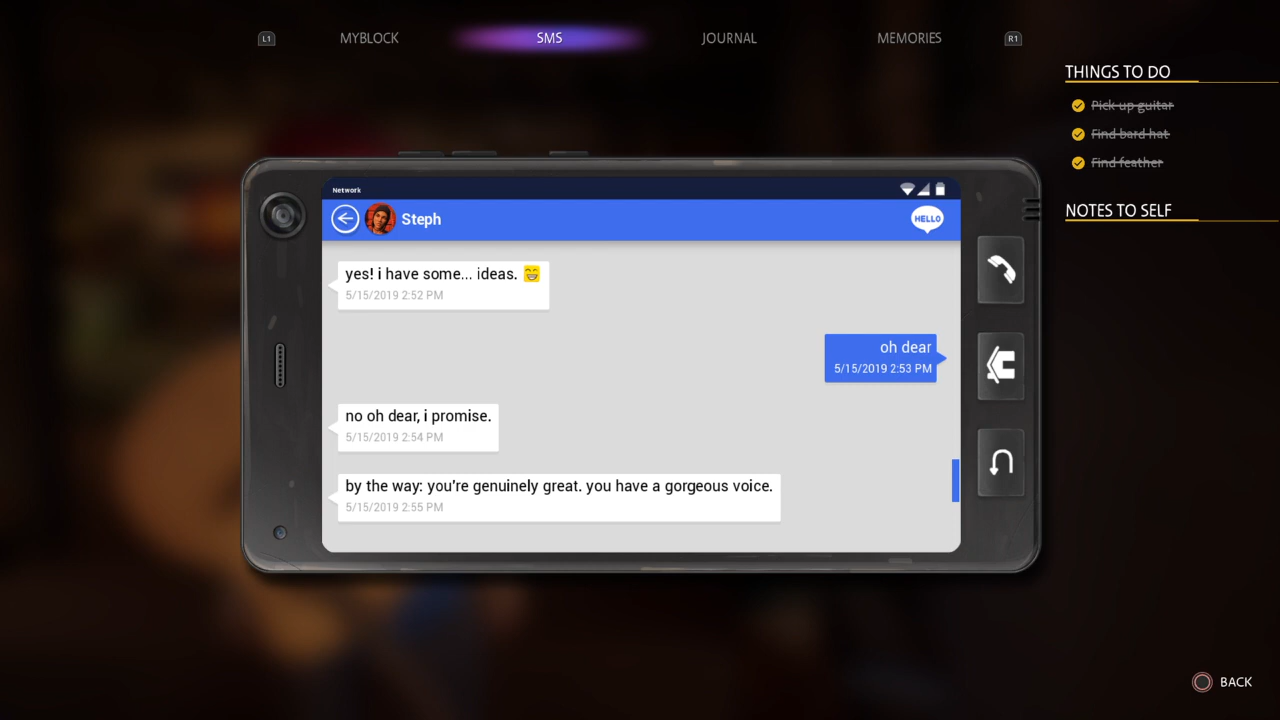 L1
MYBLOCK
SMS
JOURNAL
MEMORIES
R1
THINGS TO DO
Pick up guitar
Find bard hat
Find feather
NOTES TO SELF
Network
Steph
HELLO
yes! i have some... ideas. 😁
5/15/2019 2:52 PM
oh dear
5/15/2019 2:53 PM
no oh dear, i promise.
5/15/2019 2:54 PM
by the way: you're genuinely great. you have a gorgeous voice.
5/15/2019 2:55 PM
BACK